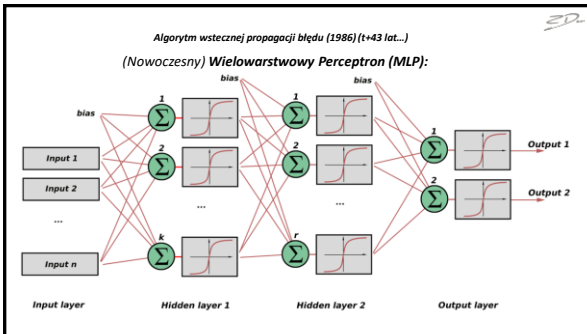 Algorytm wstecznej propagacji błędu (1986) (t+43 lat...)
(Nowoczesny) Wielowarstwowy Perceptron (MLP):
bias
bias
bias
1
1
Σ
Σ
1
Σ
Output 1
Input 1
2
2
Σ
Σ
Input 2
2
Σ
Output 2
...
...
...
k
r
Σ
Σ
Input n
Input layer
Hidden layer 1
Hidden layer 2
Output layer